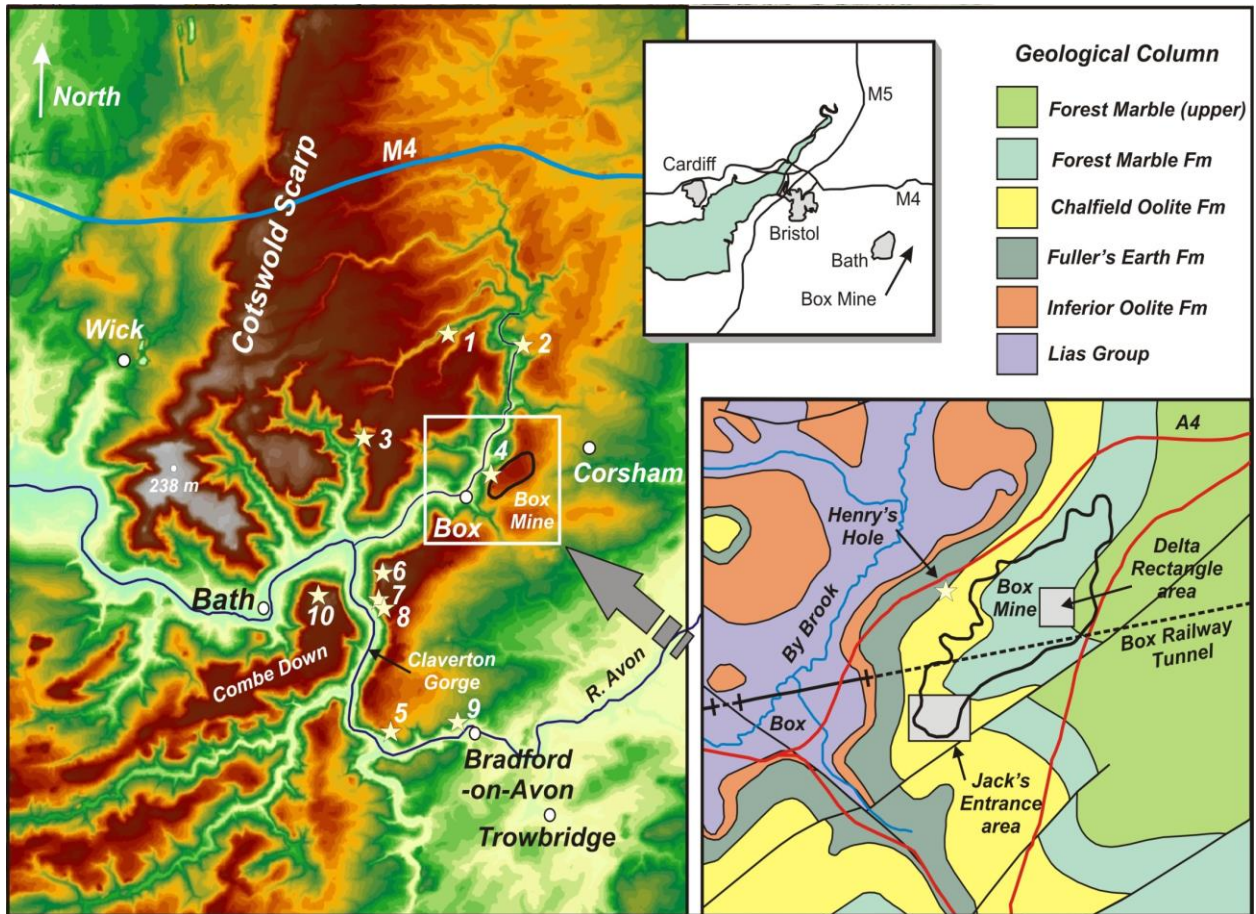 North
Cotswold Scarp
M4
Wick
1
2
3
4
238 m
Corsham
Box
Mine
Box
6
7
8
Bath
10
Combe Down
Claverton
Gorge
R. Avon
5
9
Bradford
-on-Avon
Trowbridge
M5
Cardiff
M4
Bristol
Bath
Box Mine
Geological Column
Forest Marble (upper)
Forest Marble Fm
Chalfield Oolite Fm
Fuller's Earth Fm
Inferior Oolite Fm
Lias Group
A4
Henry's
Hole
Delta
Rectangle
area
By Brook
Box
Mine
Box Railway
Tunnel
Box
Jack's
Entrance
area